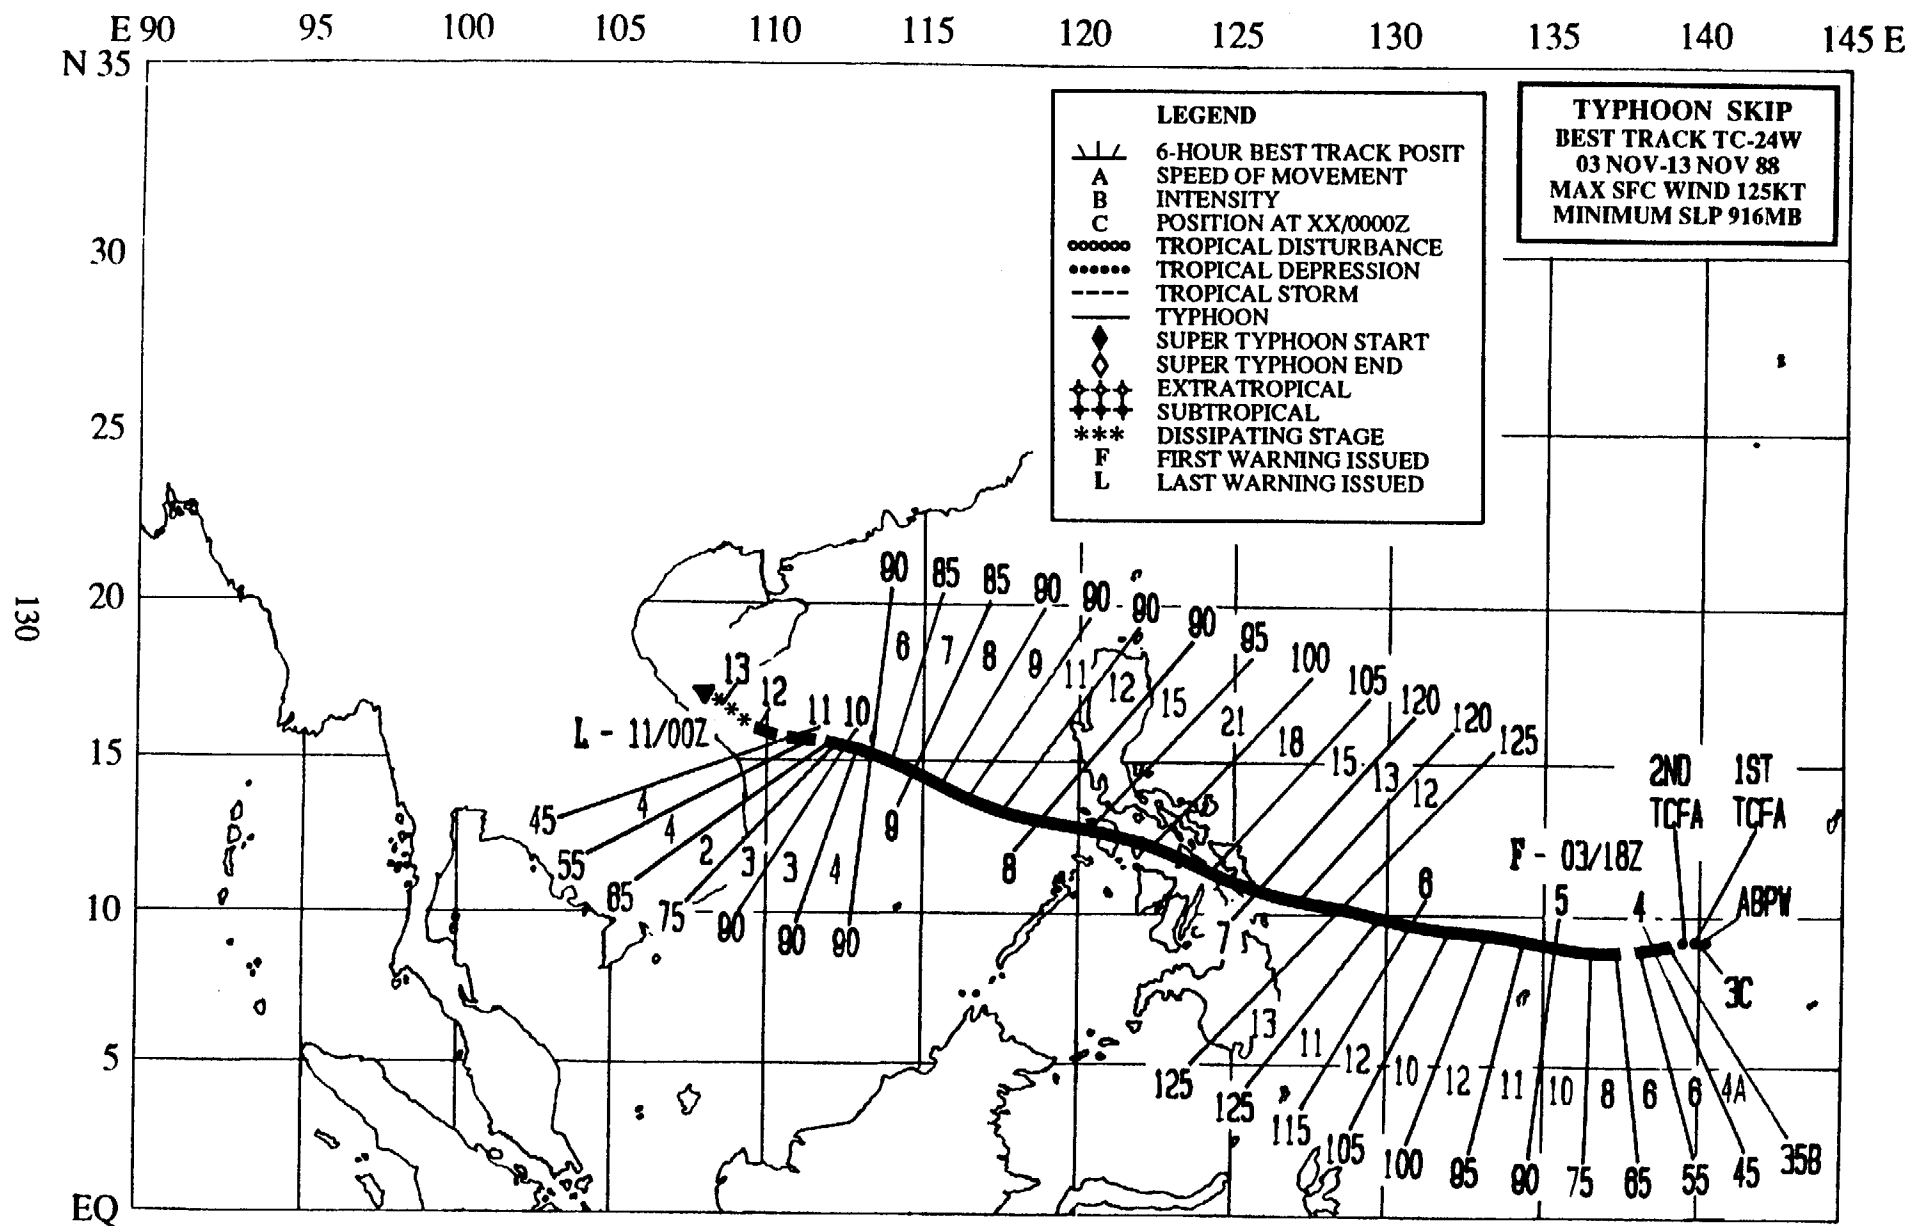 E 90 95 100 105 110 115 120 125 130 135 140 145 E
N 35
30
25
20
15
10
5
EQ
130
LEGEND
6-HOUR BEST TRACK POSIT
A SPEED OF MOVEMENT
B INTENSITY
C POSITION AT XX/0000Z
TROPICAL DISTURBANCE
TROPICAL DEPRESSION
TROPICAL STORM
TYPHOON
SUPER TYPHOON START
SUPER TYPHOON END
EXTRATROPICAL
SUBTROPICAL
*** DISSIPATING STAGE
F FIRST WARNING ISSUED
L LAST WARNING ISSUED
TYPHOON SKIP
BEST TRACK TC-24W
03 NOV-13 NOV 88
MAX SFC WIND 125KT
MINIMUM SLP 916MB
90 85 85 90 90 90 90 95 100 105 120 120 125
6 7 8 9 11 12 15 21 18 15 13 12
13 12 11 10
L - 11/00Z
9 8 7 6 5 4
2ND
TCFA
1ST
TCFA
F - 03/18Z
ABPW
3C
45 55 65 75 90 90 90
4 4 2 3 3 4
13 11 12 10 12 11 10 8 6 6 4A
125 125 115 105 100 95 90 75 65 55 45 35B